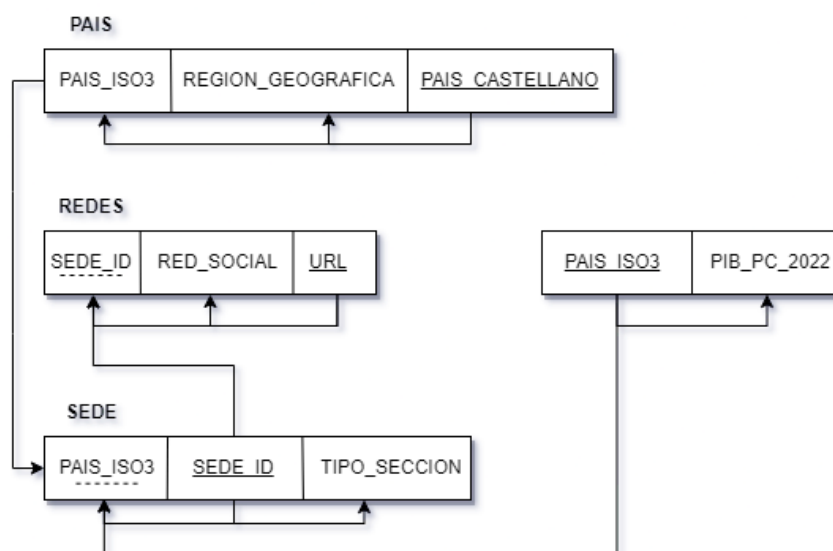 PAIS
PAIS_ISO3 REGION_GEOGRAFICA PAIS_CASTELLANO
REDES
SEDE_ID RED_SOCIAL URL
PAIS_ISO3 PIB_PC_2022
SEDE
PAIS_ISO3 SEDE_ID TIPO_SECCION